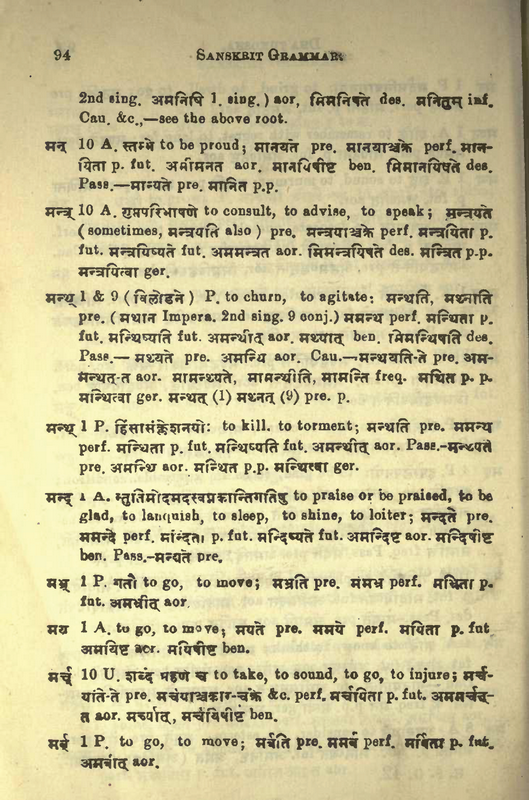 94 SANSKRIT GRAMMAR.
2nd sing. अमनिषि 1. sing.) aor, मिमनिषते des. मनितुम् inf.
Cau. &c.,—see the above root.
मन् 10 A. स्तम्भे to be proud; मानयते pre. मानयाञ्चक्रे perf. मान-
यिता p. fut. अमीमनत aor. मानयिषीष्ट ben. मिमानयिषते des.
Pass.—मान्यते pre. मानित p.p.
मन्त्र् 10 A. गुप्तपरिभाषणे to consult, to advise, to speak; मन्त्रयते
(sometimes, मन्त्रयति also) pre. मन्त्रयाञ्चक्रे perf. मन्त्रयिता p.
fut. मन्त्रयिष्यते fut. अममन्त्रत aor. मिमन्त्रयिषते des. मन्त्रित p.p.
मन्त्रयित्वा ger.
मन्थ् 1 & 9 (विलोडने) P. to churn, to agitate; मन्थति, मथ्नाति
pre. (मथान Impera. 2nd sing. 9 conj.) ममन्थ perf. मन्थिता p.
fut. मन्थिष्यति fut. अमन्थीत् aor. मथ्यात् ben. मिमन्थिषति des.
Pass.— मथ्यते pre. अमन्थि aor. Cau.—मन्थयति-ते pre. अम-
मन्थत्-त aor. मामन्थ्यते, मामन्थीति, मामन्ति freq. मथित p. p.
मन्थित्वा ger. मन्थत् (1) मथ्नत् (9) pre. p.
मन्थ् 1 P. हिंसासंक्लेशनयोः to kill. to torment; मन्थति pre. ममन्थ
perf. मन्थिता p. fut. मन्थिष्यति fut. अमन्थीत् aor. Pass.-मन्थ्यते
pre. अमन्थि aor. मन्थित p.p. मन्थित्वा ger.
मन्द् 1 A. स्तुतिमोदमदस्वप्नकान्तिगतिषु to praise or be praised, to be
glad, to languish, to sleep, to shine, to loiter; मन्दते pre.
ममन्दे perf. मन्दिता p. fut. मन्दिष्यते fut. अमन्दिष्ट aor. मन्दिषीष्ट
ben. Pass.-मन्द्यते pre.
मभ्र् 1 P. गतौ to go, to move; मभ्रति pre. ममभ्र perf. मभ्रिता p.
fut. अमभ्रीत् aor.
मय 1 A. to go, to move; मयते pre. ममये perf. मयिता p. fut
अमयिष्ट aor. मयिषीष्ट ben.
मर्च् 10 U. शब्द ग्रहणे च to take, to sound, to go, to injure; मर्च-
यति-ते pre. मर्चयाञ्चकार-चक्रे &c. perf. मर्चयिता p. fut. अममर्चत्-
त aor. मर्च्यात्, मर्चयिषीष्ट ben.
मर्ब् 1 P. to go, to move; मर्बति pre. ममर्ब perf. मर्बिता p. fut.
अमर्बीत् aor.